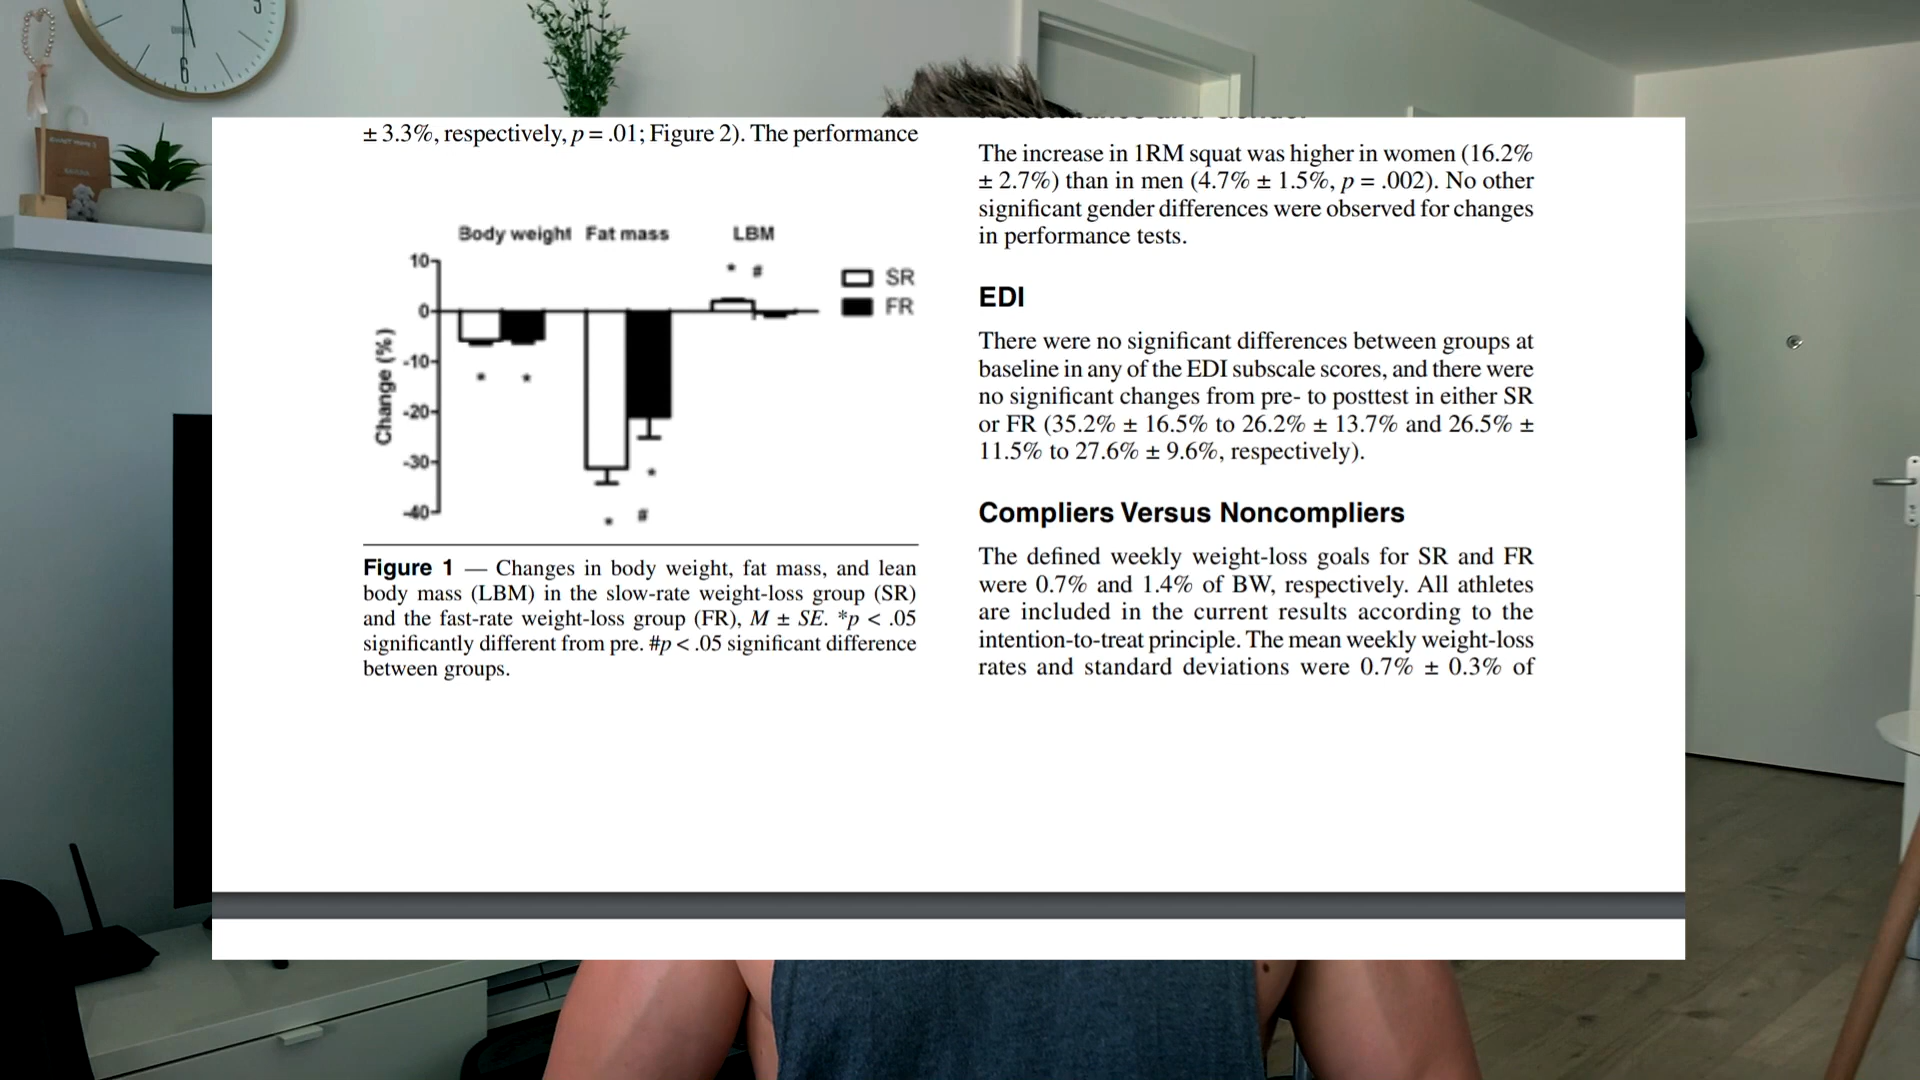 ± 3.3%, respectively, p = .01; Figure 2). The performance
Body weight Fat mass LBM
* #
10
0
-10
-20
-30
-40
Change (%)
SR
FR
* *
*
* #
Figure 1 — Changes in body weight, fat mass, and lean
body mass (LBM) in the slow-rate weight-loss group (SR)
and the fast-rate weight-loss group (FR), M ± SE. *p < .05
significantly different from pre. #p < .05 significant difference
between groups.
The increase in 1RM squat was higher in women (16.2%
± 2.7%) than in men (4.7% ± 1.5%, p = .002). No other
significant gender differences were observed for changes
in performance tests.
EDI
There were no significant differences between groups at
baseline in any of the EDI subscale scores, and there were
no significant changes from pre- to posttest in either SR
or FR (35.2% ± 16.5% to 26.2% ± 13.7% and 26.5% ±
11.5% to 27.6% ± 9.6%, respectively).
Compliers Versus Noncompliers
The defined weekly weight-loss goals for SR and FR
were 0.7% and 1.4% of BW, respectively. All athletes
are included in the current results according to the
intention-to-treat principle. The mean weekly weight-loss
rates and standard deviations were 0.7% ± 0.3% of
6